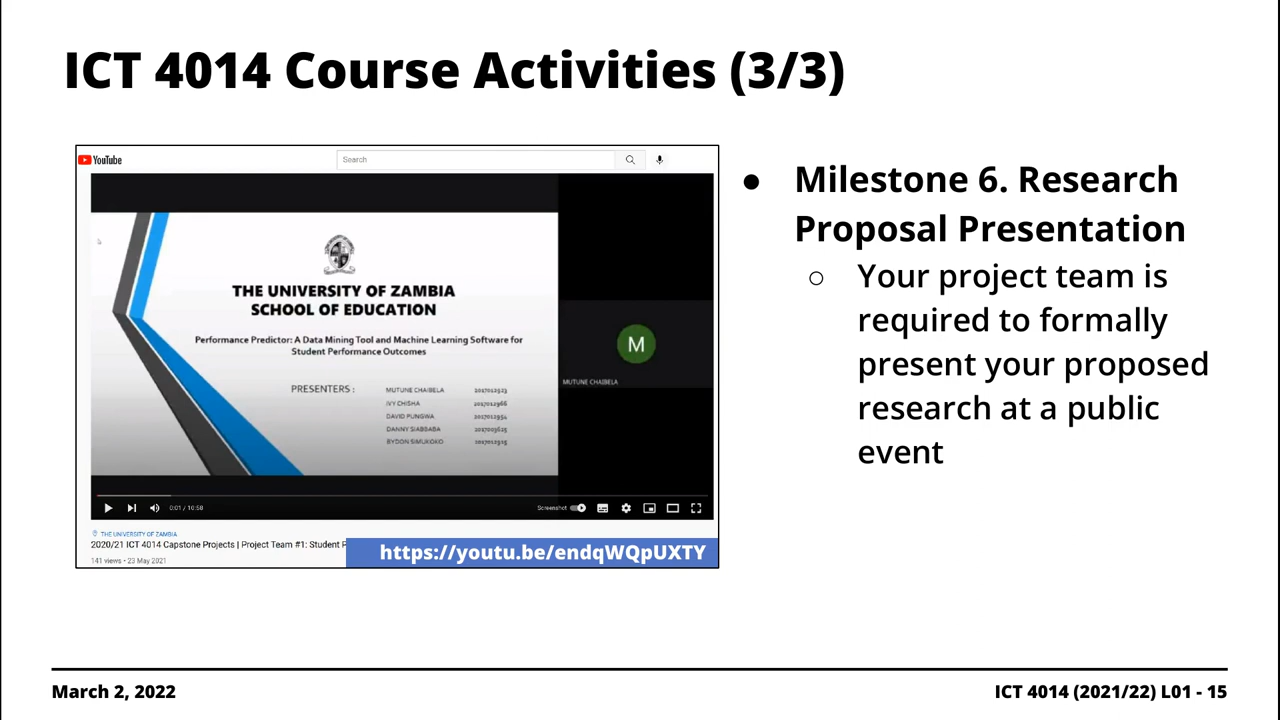 ICT 4014 Course Activities (3/3)
YouTube
Search
THE UNIVERSITY OF ZAMBIA
SCHOOL OF EDUCATION
Performance Predictor: A Data Mining Tool and Machine Learning Software for
Student Performance Outcomes
PRESENTERS :
MUTUNE CHAIBELA
IVY CHISHA
DAVID PUNGWA
DANNY SIABBABA
BYDON SIMUKOKO
M
MUTUNE CHAIBELA
0:01 / 10:58
Screenshot
THE UNIVERSITY OF ZAMBIA
2020/21 ICT 4014 Capstone Projects | Project Team #1: Student P
141 views • 23 May 2021
https://youtu.be/endqWQpUXTY
● Milestone 6. Research
Proposal Presentation
○ Your project team is
required to formally
present your proposed
research at a public
event
March 2, 2022
ICT 4014 (2021/22) L01 - 15